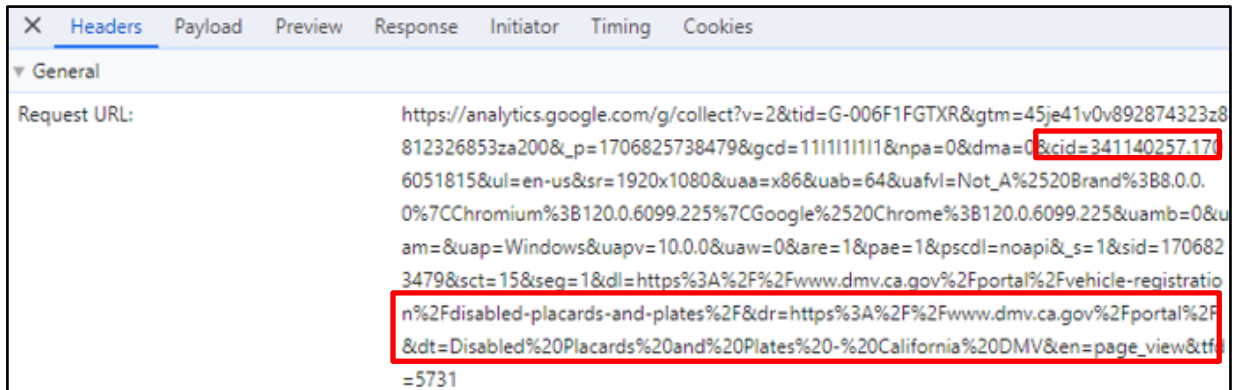 × Headers Payload Preview Response Initiator Timing Cookies
▼ General
Request URL: https://analytics.google.com/g/collect?v=2&tid=G-006F1FGTXR&gtm=45je41v0v892874323z8
812326853za200&_p=1706825738479&gcd=11l1l1l1l1&npa=0&dma=0&cid=341140257.170
6051815&ul=en-us&sr=1920x1080&uaa=x86&uab=64&uafvl=Not_A%2520Brand%3B8.0.0.
0%7CChromium%3B120.0.6099.225%7CGoogle%2520Chrome%3B120.0.6099.225&uamb=0&u
am=&uap=Windows&uapv=10.0.0&uaw=0&are=1&pae=1&pscdl=noapi&_s=1&sid=170682
3479&sct=15&seg=1&dl=https%3A%2F%2Fwww.dmv.ca.gov%2Fportal%2Fvehicle-registratio
n%2Fdisabled-placards-and-plates%2F&dr=https%3A%2F%2Fwww.dmv.ca.gov%2Fportal%2F
&dt=Disabled%20Placards%20and%20Plates%20-%20California%20DMV&en=page_view&tfd
=5731